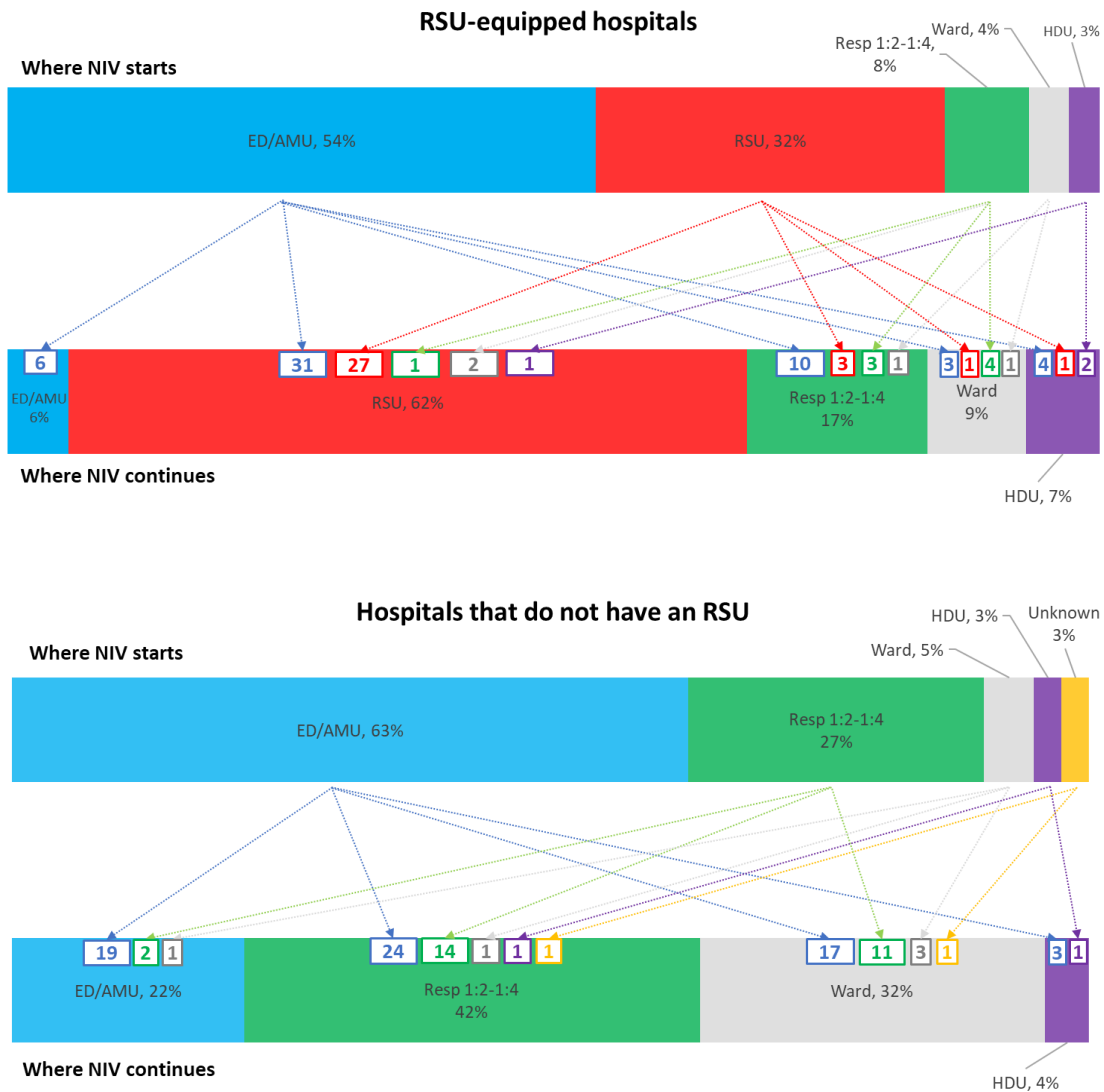 RSU-equipped hospitals
Ward, 4%
HDU, 3%
Resp 1:2-1:4,
8%
Where NIV starts
ED/AMU, 54%
RSU, 32%
6
31
27
1
2
1
10
3
3
1
3
1
4
1
4
1
2
ED/AMU
6%
RSU, 62%
Resp 1:2-1:4
17%
Ward
9%
Where NIV continues
HDU, 7%
Hospitals that do not have an RSU
HDU, 3%
Unknown
3%
Where NIV starts
Ward, 5%
ED/AMU, 63%
Resp 1:2-1:4
27%
19
2
1
24
14
1
1
1
17
11
3
1
3
1
ED/AMU, 22%
Resp 1:2-1:4
42%
Ward, 32%
Where NIV continues
HDU, 4%